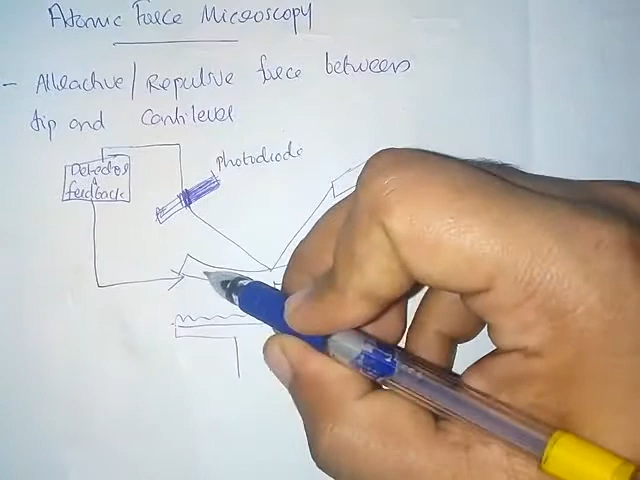 Atomic Force Microscopy
- Attractive/Repulsive force between
tip and Cantilever
photodiode
Detector
feedback